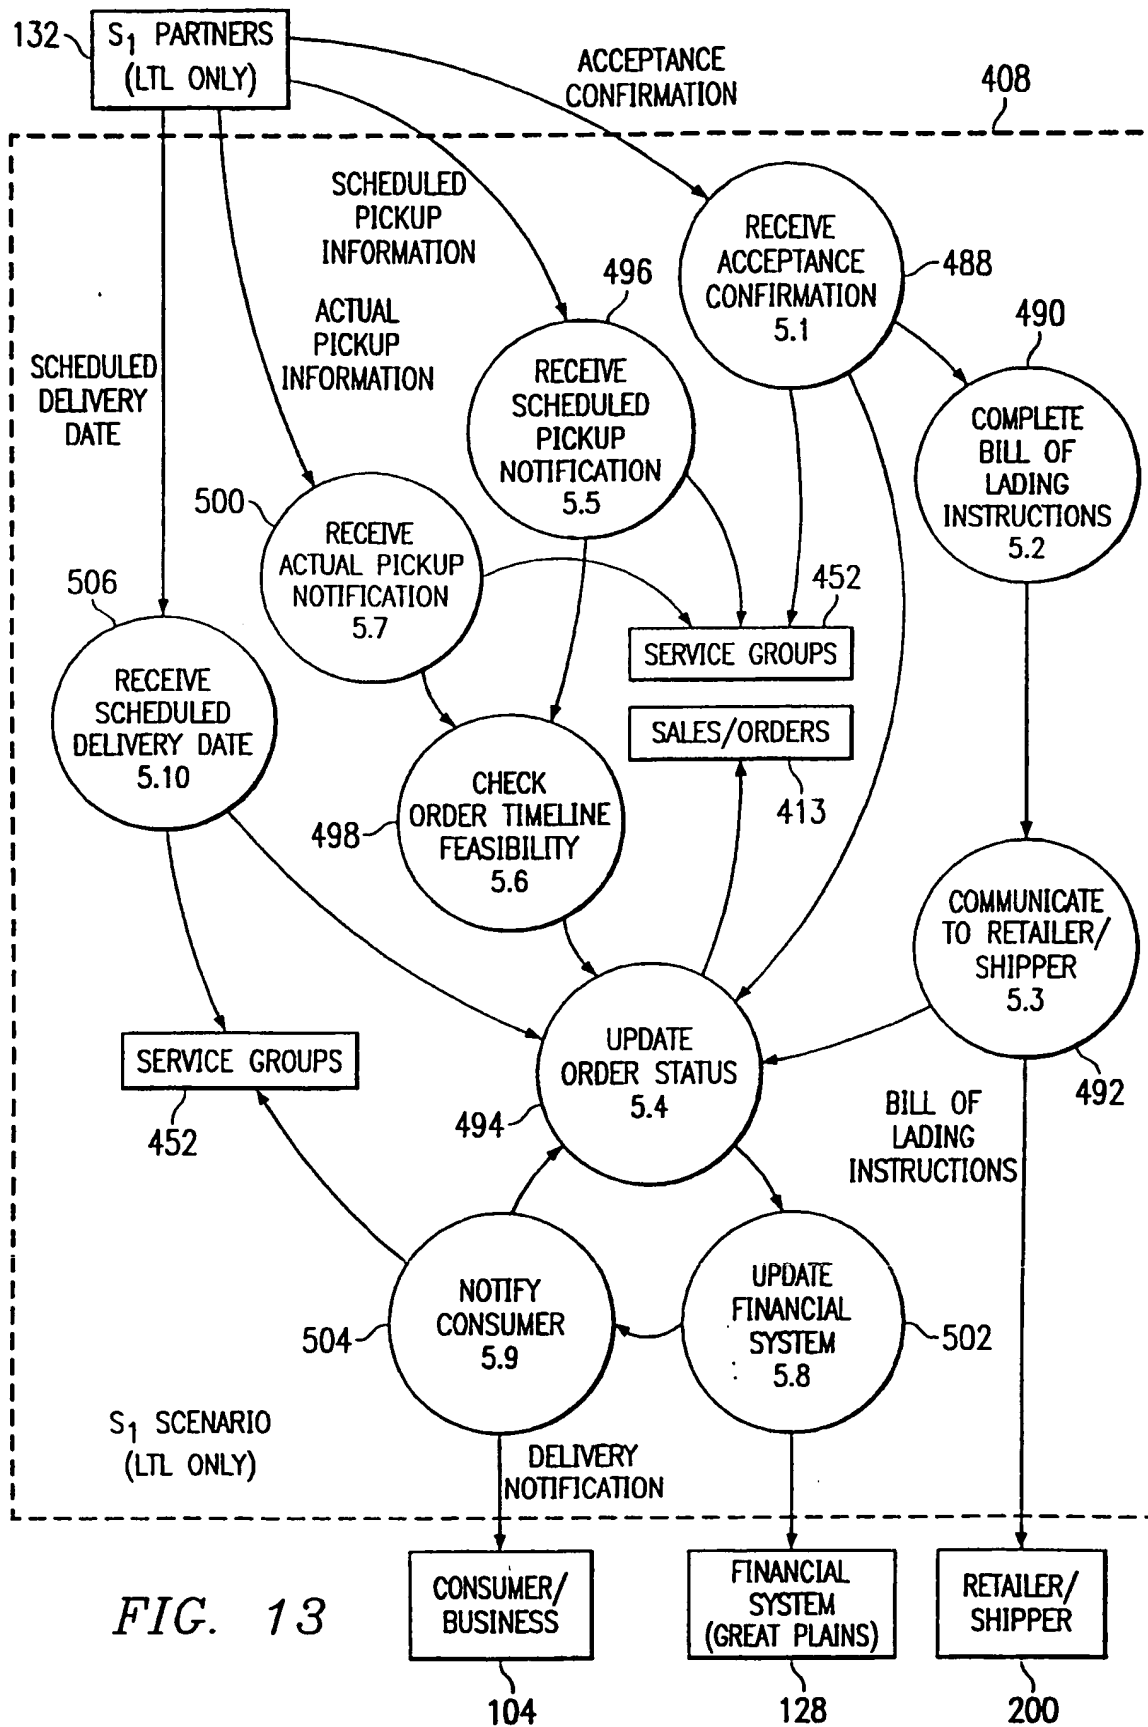 132
S1 PARTNERS
(LTL ONLY)
ACCEPTANCE
CONFIRMATION
408
SCHEDULED
PICKUP
INFORMATION
ACTUAL
PICKUP
INFORMATION
SCHEDULED
DELIVERY
DATE
RECEIVE
ACCEPTANCE
CONFIRMATION
5.1
488
496
490
RECEIVE
SCHEDULED
PICKUP
NOTIFICATION
5.5
COMPLETE
BILL OF
LADING
INSTRUCTIONS
5.2
500
RECEIVE
ACTUAL PICKUP
NOTIFICATION
5.7
506
452
SERVICE GROUPS
RECEIVE
SCHEDULED
DELIVERY DATE
5.10
SALES/ORDERS
413
CHECK
ORDER TIMELINE
FEASIBILITY
5.6
498
COMMUNICATE
TO RETAILER/
SHIPPER
5.3
492
SERVICE GROUPS
452
UPDATE
ORDER STATUS
5.4
494
BILL OF
LADING
INSTRUCTIONS
NOTIFY
CONSUMER
5.9
504
UPDATE
FINANCIAL
SYSTEM
5.8
502
S1 SCENARIO
(LTL ONLY)
DELIVERY
NOTIFICATION
CONSUMER/
BUSINESS
104
FINANCIAL
SYSTEM
(GREAT PLAINS)
128
RETAILER/
SHIPPER
200
FIG. 13